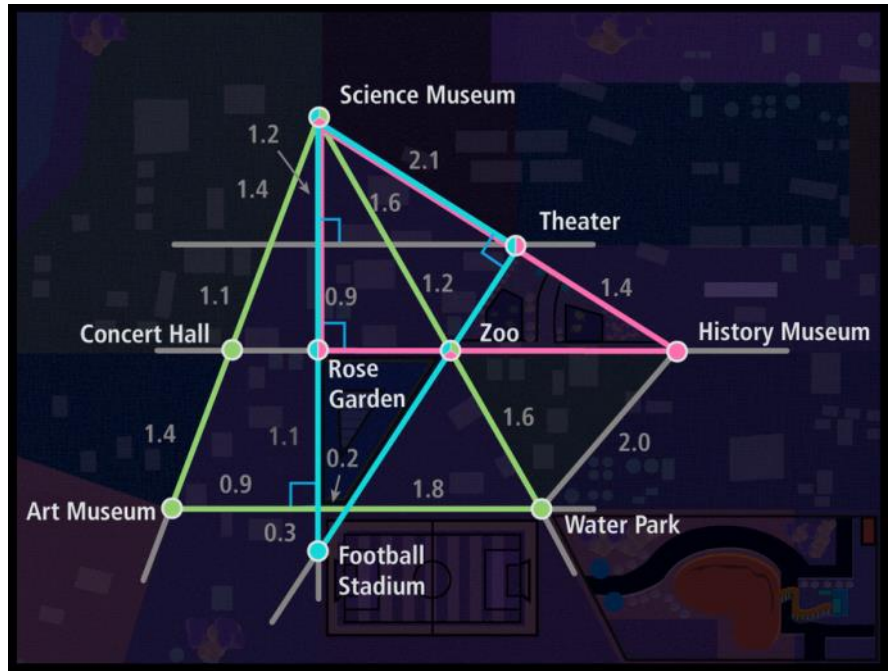 Science Museum
1.2
2.1
1.4
1.6
Theater
1.1
0.9
1.2
1.4
Concert Hall
Zoo
History Museum
Rose
Garden
1.4
1.1
1.6
0.2
2.0
0.9
1.8
Art Museum
Water Park
0.3
Football
Stadium